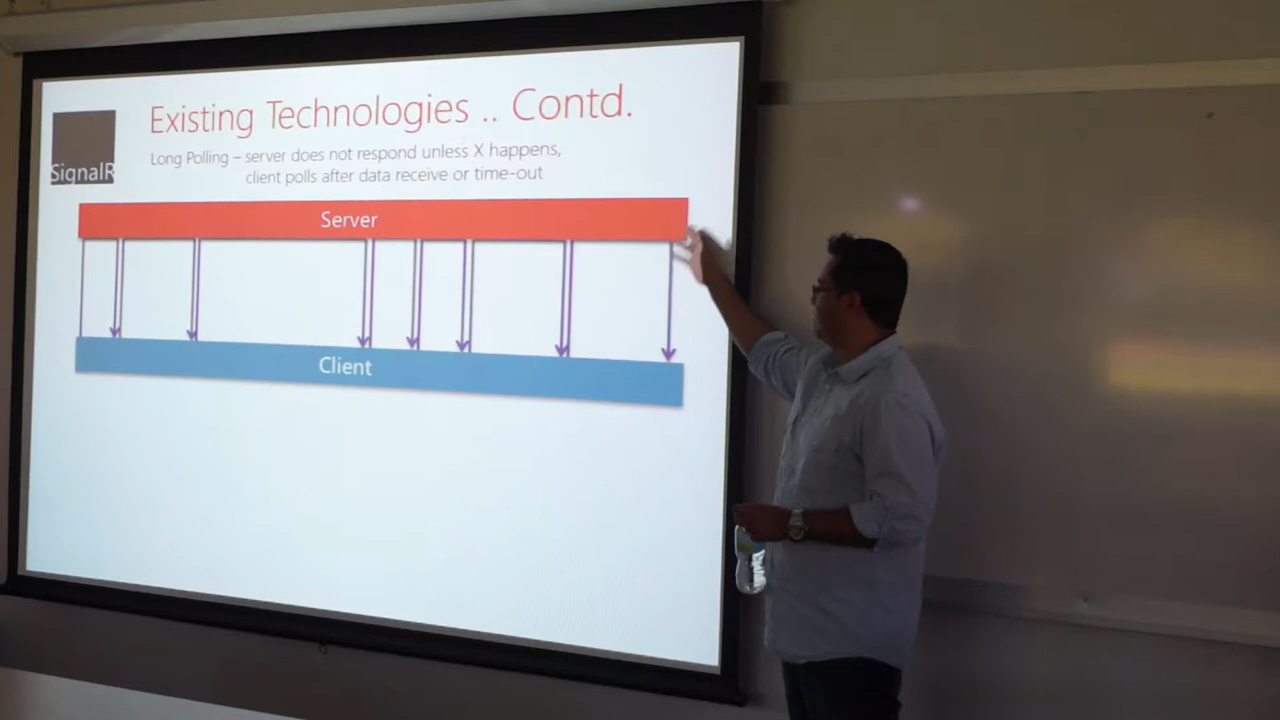 Existing Technologies .. Contd.
SignalR
Long Polling – server does not respond unless X happens,
client polls after data receive or time-out
Server
Client